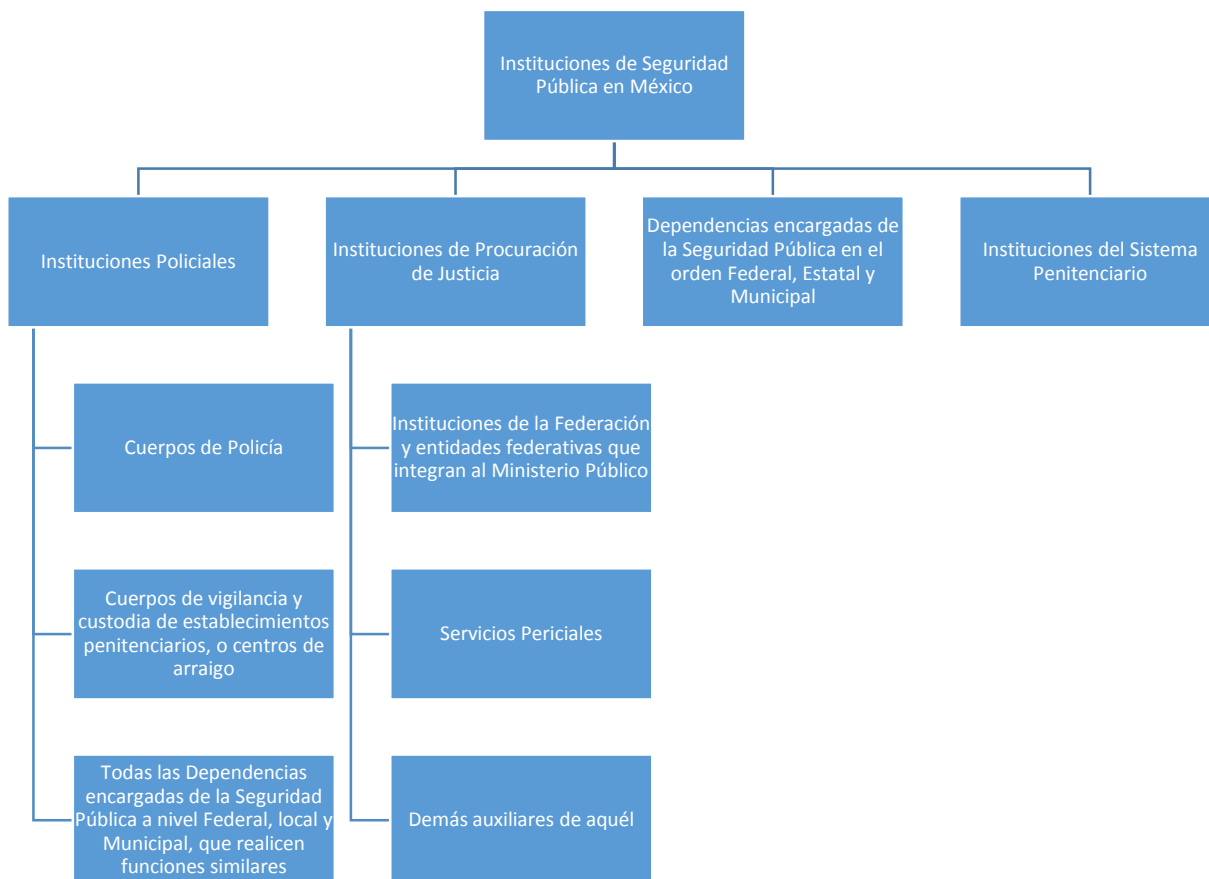 Instituciones de Seguridad
Pública en México
Instituciones Policiales
Instituciones de Procuración
de Justicia
Dependencias encargadas de
la Seguridad Pública en el
orden Federal, Estatal y
Municipal
Instituciones del Sistema
Penitenciario
Cuerpos de Policía
Instituciones de la Federación
y entidades federativas que
integran al Ministerio Público
Cuerpos de vigilancia y
custodia de establecimientos
penitenciarios, o centros de
arraigo
Servicios Periciales
Todas las Dependencias
encargadas de la Seguridad
Pública a nivel Federal, local y
Municipal, que realicen
funciones similares
Demás auxiliares de aquél